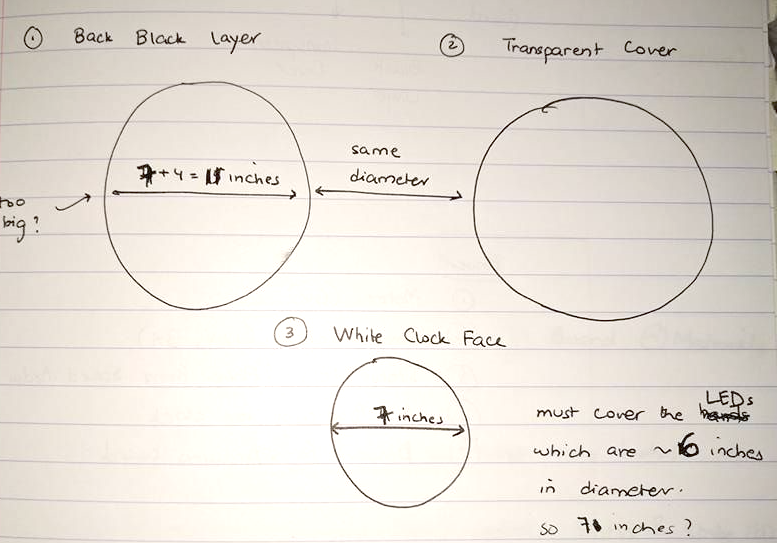 ① Back Black Layer
② Transparent Cover
7 + 4 = 11 inches
same
diameter
too
big?
③ White Clock Face
7 inches
must cover the hands LEDs
which are ~6 inches
in diameter.
so 7 inches?